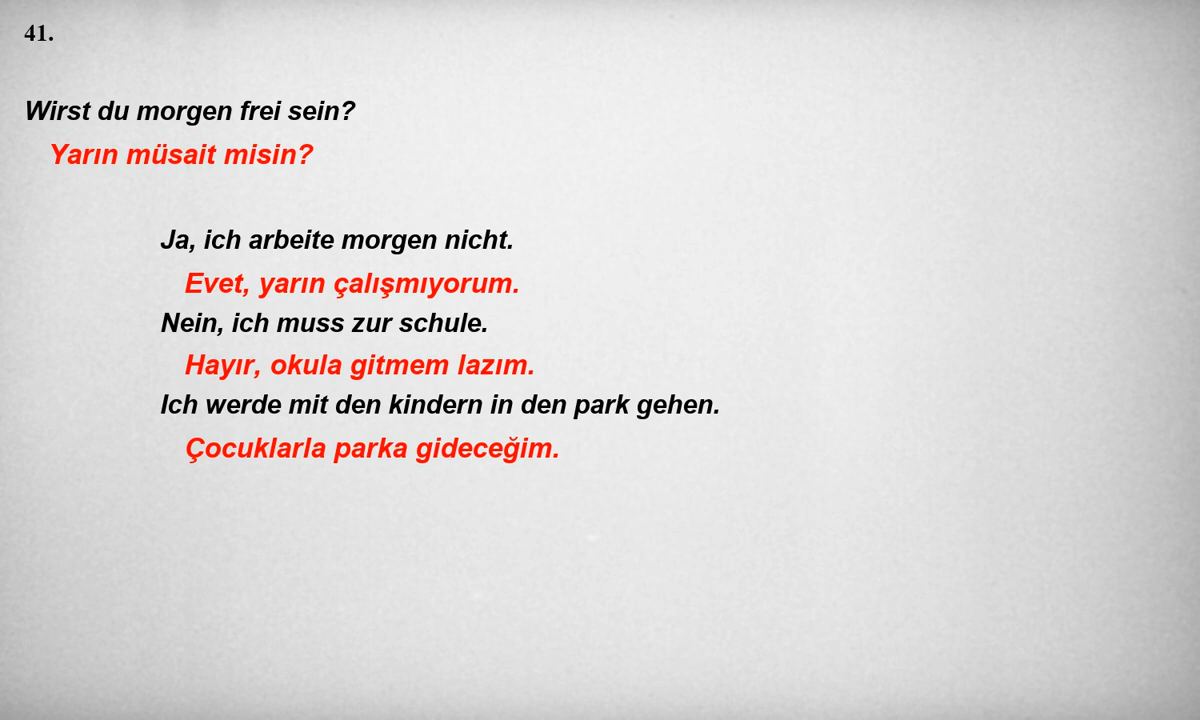 41.
Wirst du morgen frei sein?
Yarın müsait misin?
Ja, ich arbeite morgen nicht.
Evet, yarın çalışmıyorum.
Nein, ich muss zur schule.
Hayır, okula gitmem lazım.
Ich werde mit den kindern in den park gehen.
Çocuklarla parka gideceğim.